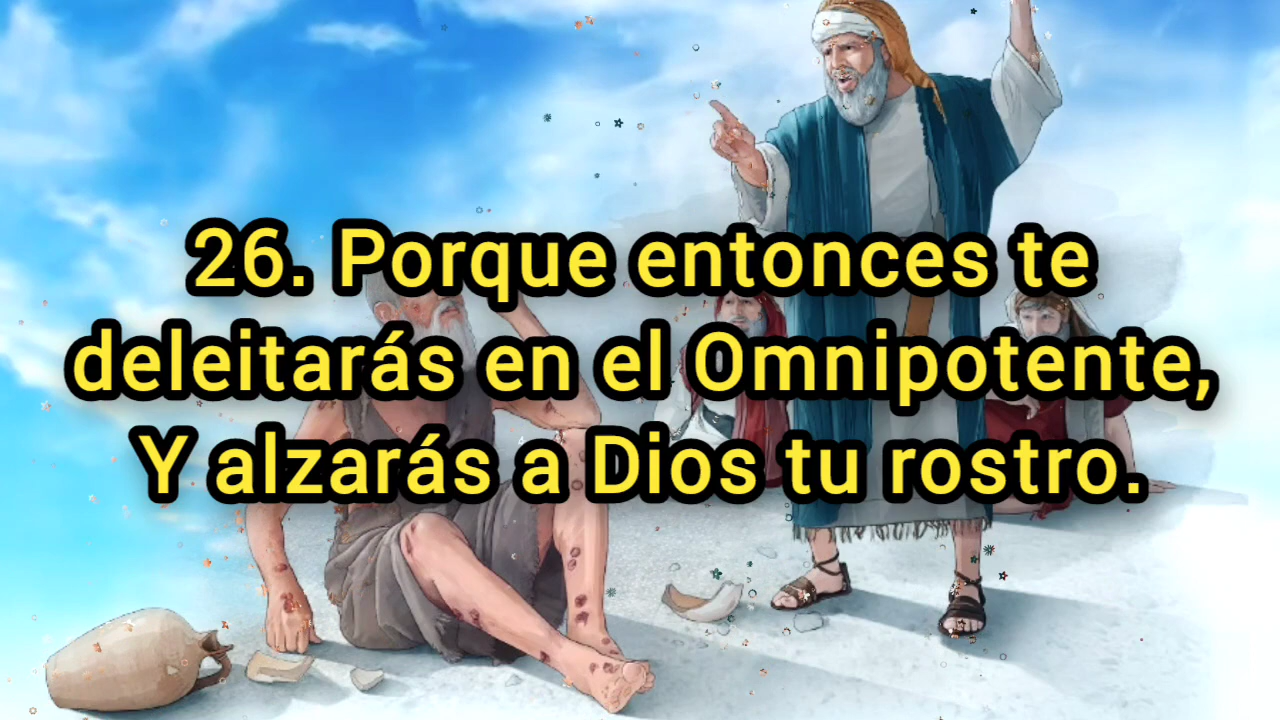 26. Porque entonces te
deleitarás en el Omnipotente,
Y alzarás a Dios tu rostro.